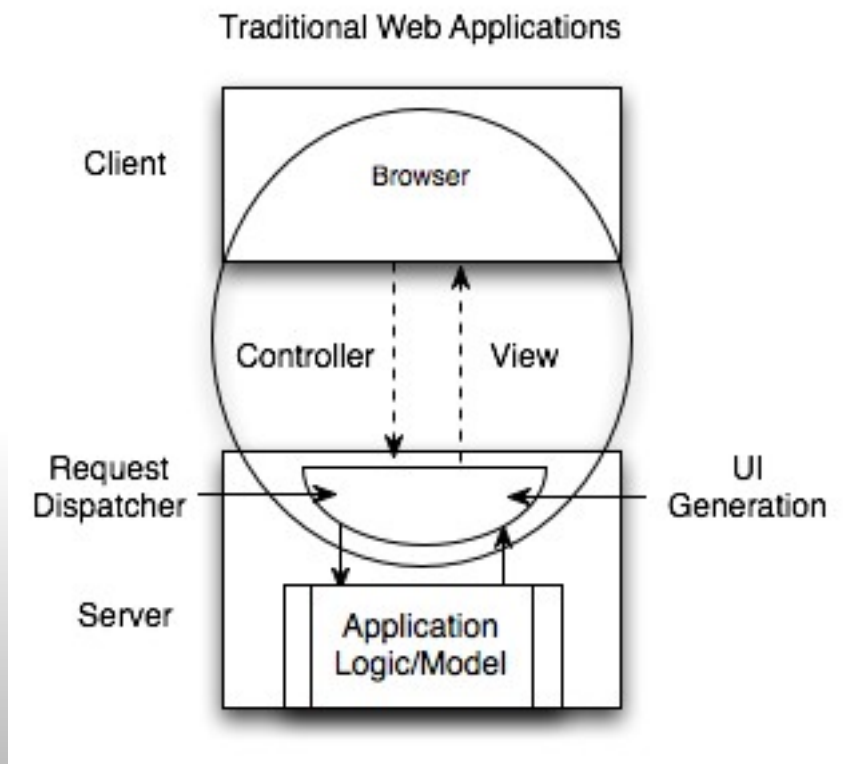 Traditional Web Applications
Client
Browser
Controller
View
Request
Dispatcher
UI
Generation
Server
Application
Logic/Model